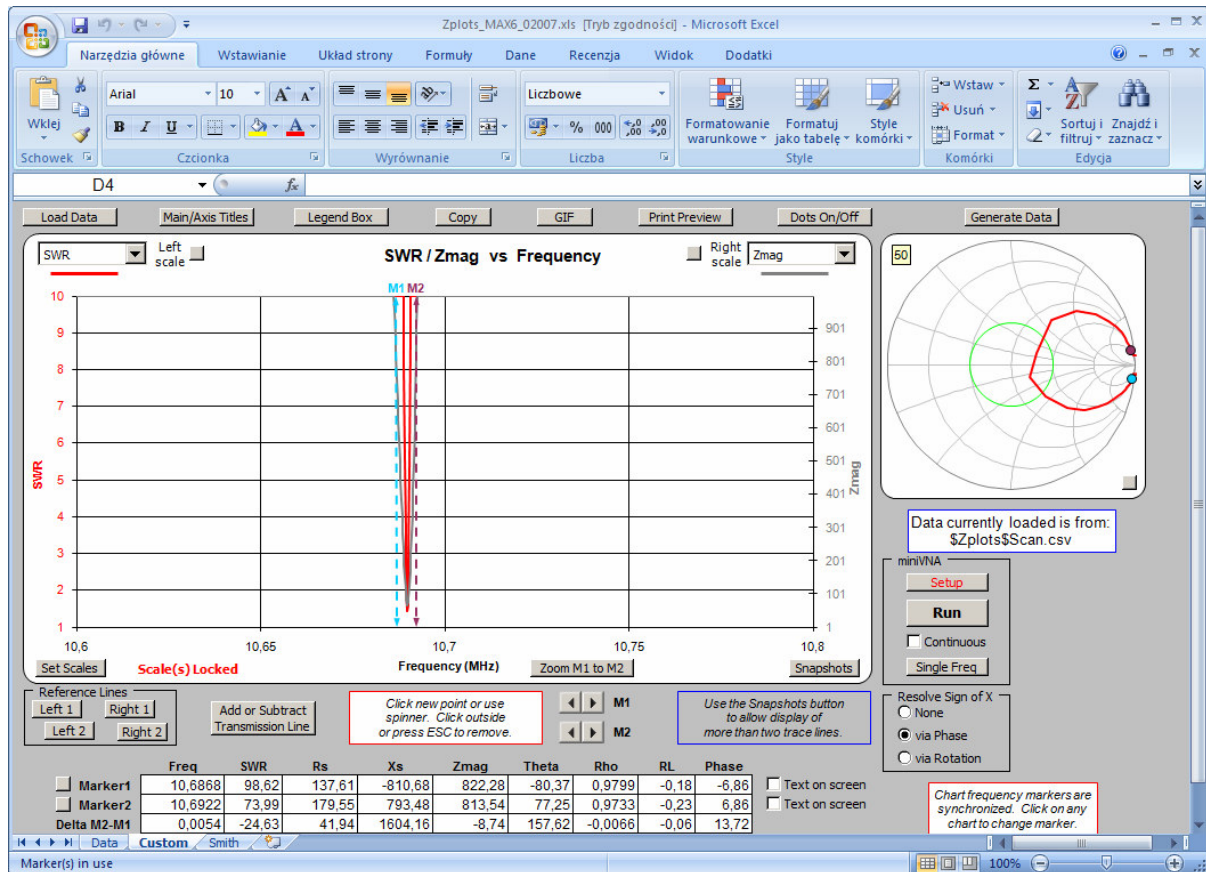 Zplots_MAX6_02007.xls [Tryb zgodności] - Microsoft Excel
Narzędzia główne Wstawianie Układ strony Formuły Dane Recenzja Widok Dodatki
Wklej
Arial 10 A A
B I U A
Liczbowe
% 000
Formatowanie warunkowe
Formatuj jako tabelę
Style komórki
Wstaw
Usuń
Format
Σ
Sortuj i filtruj
Znajdź i zaznacz
Schowek Czcionka Wyrównanie Liczba Style Komórki Edycja
D4 fx
Load Data Main/Axis Titles Legend Box Copy GIF Print Preview Dots On/Off Generate Data
SWR
Left scale
SWR / Zmag vs Frequency
Right scale
Zmag
50
M1 M2
10
9
8
7
6
5
4
3
2
1
SWR
901
801
701
601
501
401
301
201
101
1
Zmag
10,6 10,65 10,7 10,75 10,8
Set Scales Scale(s) Locked Frequency (MHz) Zoom M1 to M2 Snapshots
Data currently loaded is from:
$Zplots$Scan.csv
miniVNA
Setup
Run
Continuous
Single Freq
Reference Lines
Left 1 Right 1
Left 2 Right 2
Add or Subtract
Transmission Line
Click new point or use
spinner. Click outside
or press ESC to remove.
M1
M2
Use the Snapshots button
to allow display of
more than two trace lines.
Resolve Sign of X
None
via Phase
via Rotation
Freq SWR Rs Xs Zmag Theta Rho RL Phase
Marker1 10,6868 98,62 137,61 -810,68 822,28 -80,37 0,9799 -0,18 -6,86 Text on screen
Marker2 10,6922 73,99 179,55 793,48 813,54 77,25 0,9733 -0,23 6,86 Text on screen
Delta M2-M1 0,0054 -24,63 41,94 1604,16 -8,74 157,62 -0,0066 -0,06 13,72
Chart frequency markers are
synchronized. Click on any
chart to change marker.
Data Custom Smith
Marker(s) in use 100%